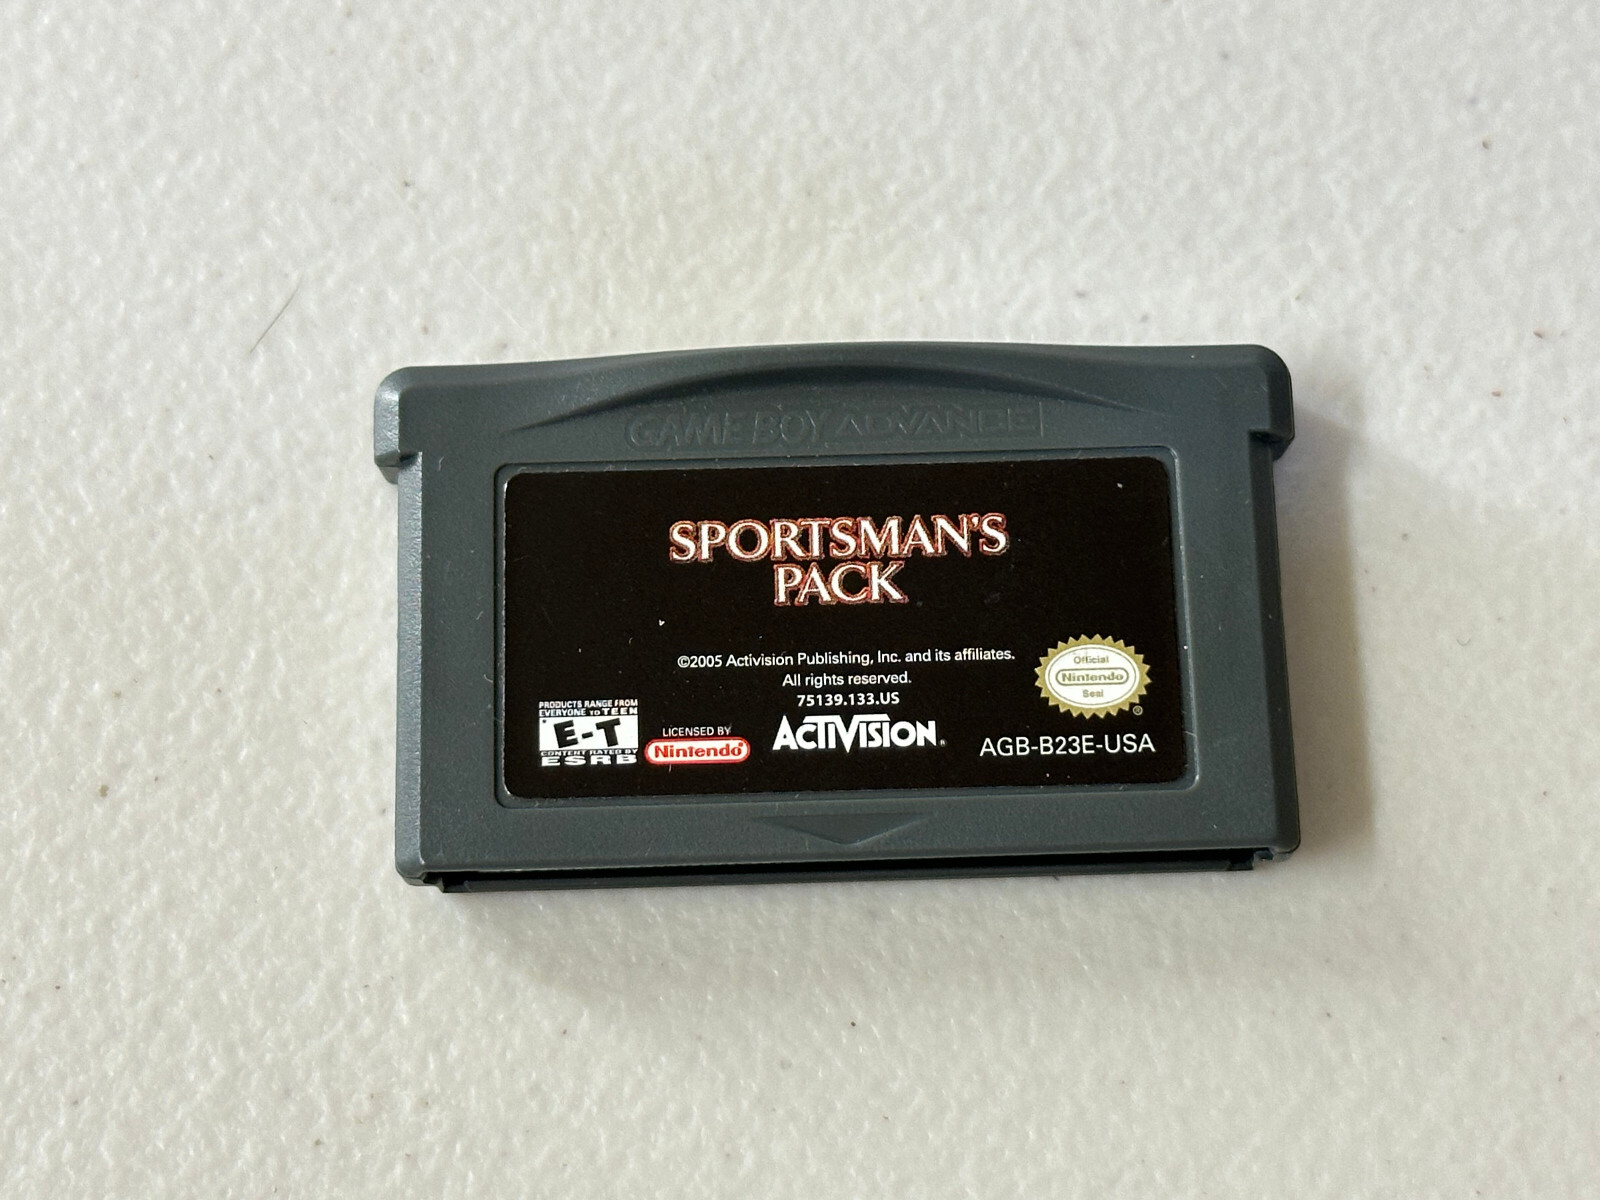 GAME BOY ADVANCE
SPORTSMAN'S
PACK
©2005 Activision Publishing, Inc. and its affiliates.
All rights reserved.
75139.133.US
PRODUCTS RANGE FROM
EVERYONE TO TEEN
E-T
CONTENT RATED BY
ESRB
LICENSED BY
Nintendo®
ACTIVISION®
Official
Nintendo
Seal
®
AGB-B23E-USA